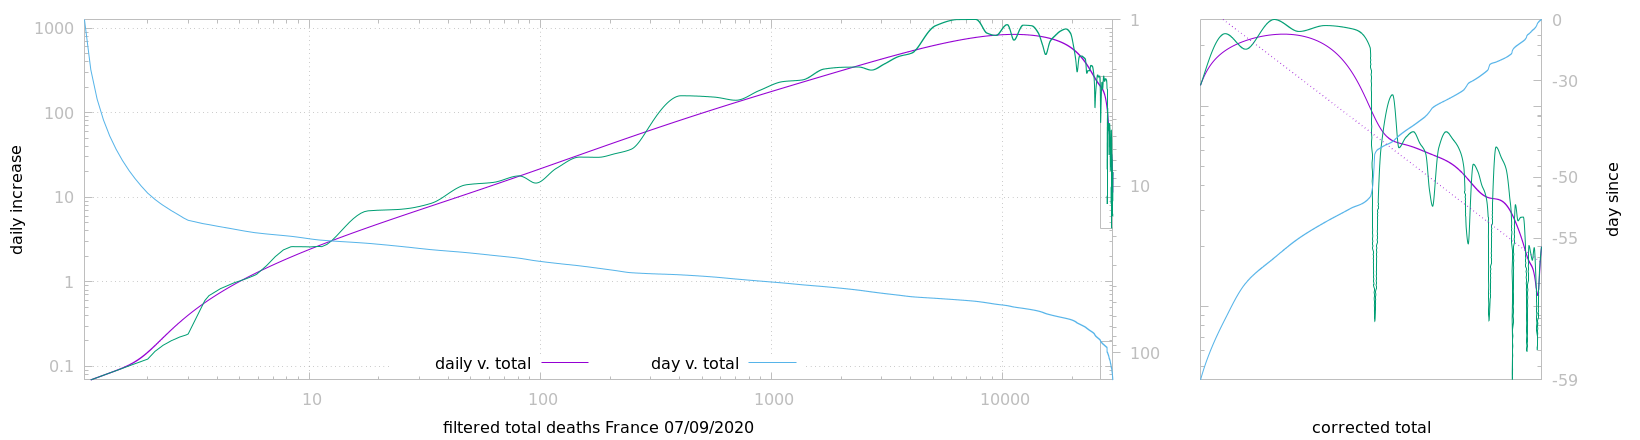 1000
100
10
1
0.1
daily increase
10
100
1000
10000
filtered total deaths France 07/09/2020
daily v. total
day v. total
1
10
100
0
-30
-50
-55
-59
day since
corrected total